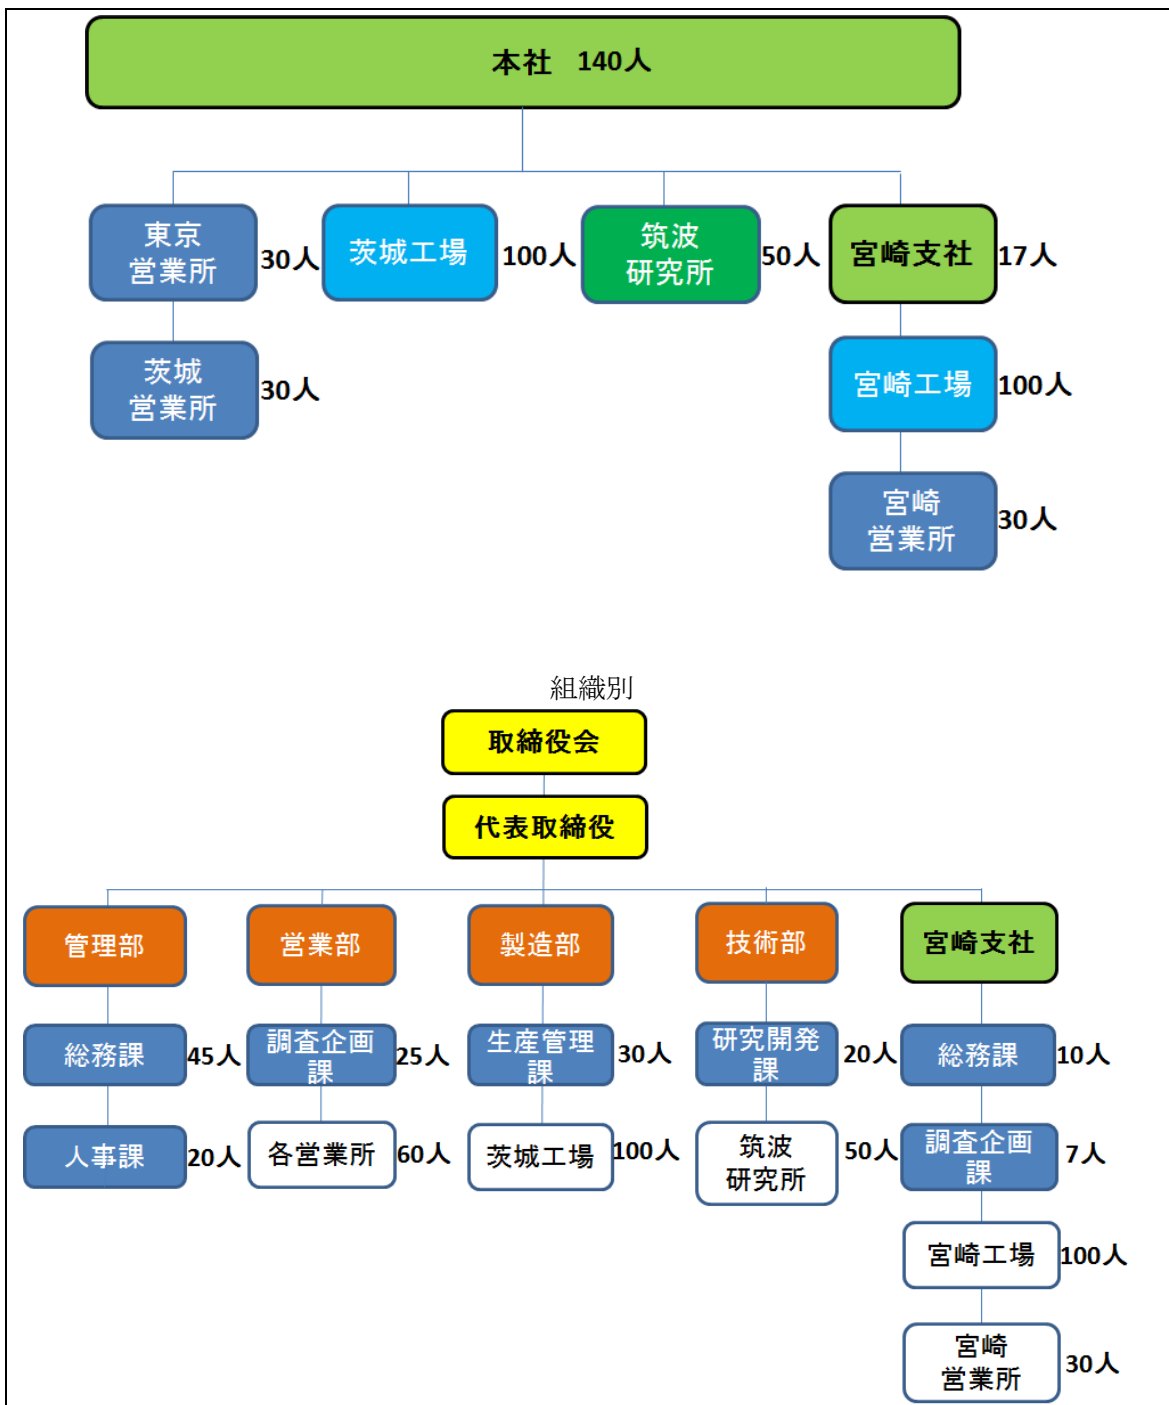 本社 140人
東京
営業所
30人
茨城工場
100人
筑波
研究所
50人
宮崎支社
17人
茨城
営業所
30人
宮崎工場
100人
宮崎
営業所
30人
組織別
取締役会
代表取締役
管理部
営業部
製造部
技術部
宮崎支社
総務課
45人
調査企画
課
25人
生産管理
課
30人
研究開発
課
20人
総務課
10人
人事課
20人
各営業所
60人
茨城工場
100人
筑波
研究所
50人
調査企画
課
7人
宮崎工場
100人
宮崎
営業所
30人